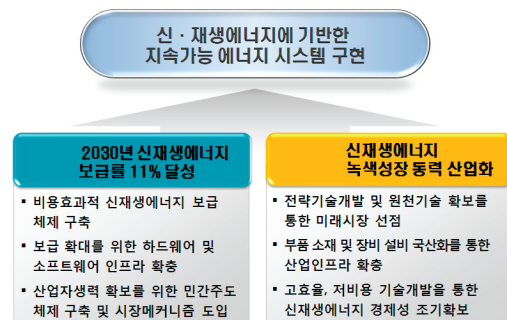 신 · 재생에너지에 기반한
지속가능 에너지 시스템 구현
2030년 신재생에너지
보급률 11% 달성
▪ 비용효과적 신재생에너지 보급
체제 구축
▪ 보급 확대를 위한 하드웨어 및
소프트웨어 인프라 확충
▪ 산업자생력 확보를 위한 민간주도
체제 구축 및 시장메커니즘 도입
신재생에너지
녹색성장 동력 산업화
▪ 전략기술개발 및 원천기술 확보를
통한 미래시장 선점
▪ 부품 소재 및 장비 설비 국산화를 통한
산업인프라 확충
▪ 고효율, 저비용 기술개발을 통한
신재생에너지 경제성 조기확보